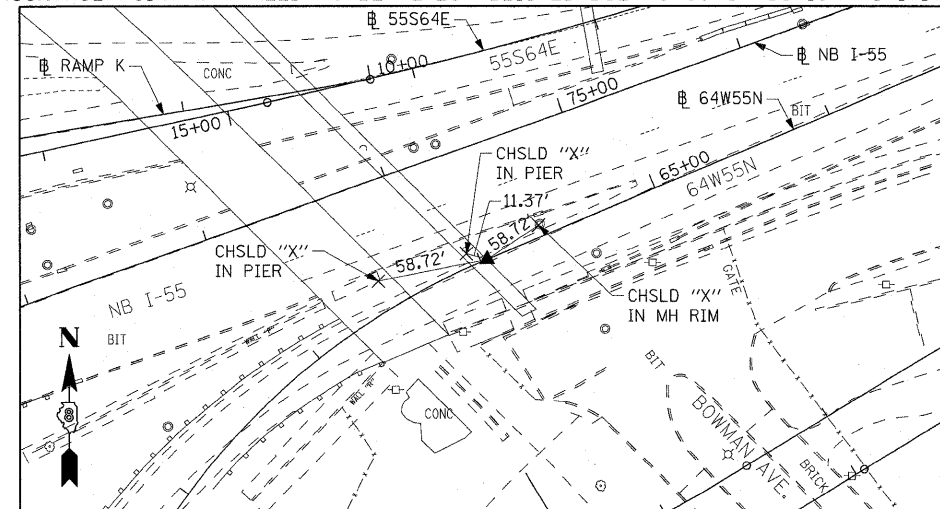 ℄ 55S64E
℄ RAMP K
CONC
10+00
55S64E
℄ NB I-55
75+00
℄ 64W55N
BIT
15+00
CHSLD "X"
IN PIER
65+00
64W55N
11.37'
CHSLD "X"
IN PIER
58.72'
58.72'
CHSLD "X"
IN MH RIM
GATE
NB I-55
BIT
N
WALL "R"
CONC
BIT
BOWMAN AVE.
BRICK